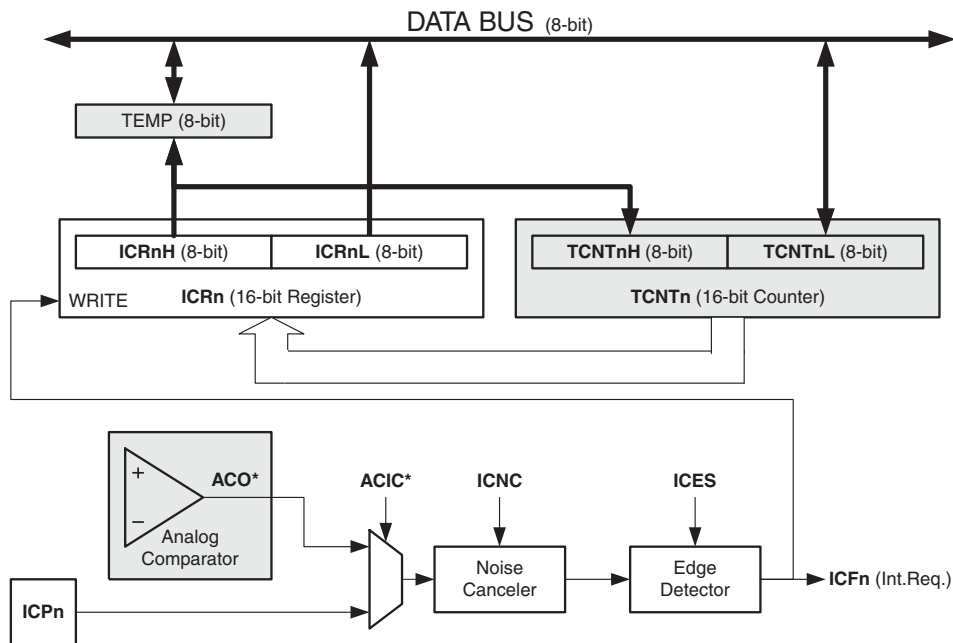 DATA BUS (8-bit)
TEMP (8-bit)
ICRnH (8-bit)
ICRnL (8-bit)
TCNTnH (8-bit)
TCNTnL (8-bit)
WRITE
ICRn (16-bit Register)
TCNTn (16-bit Counter)
+
−
ACO*
Analog
Comparator
ACIC*
ICNC
ICES
Noise
Canceler
Edge
Detector
ICFn (Int.Req.)
ICPn